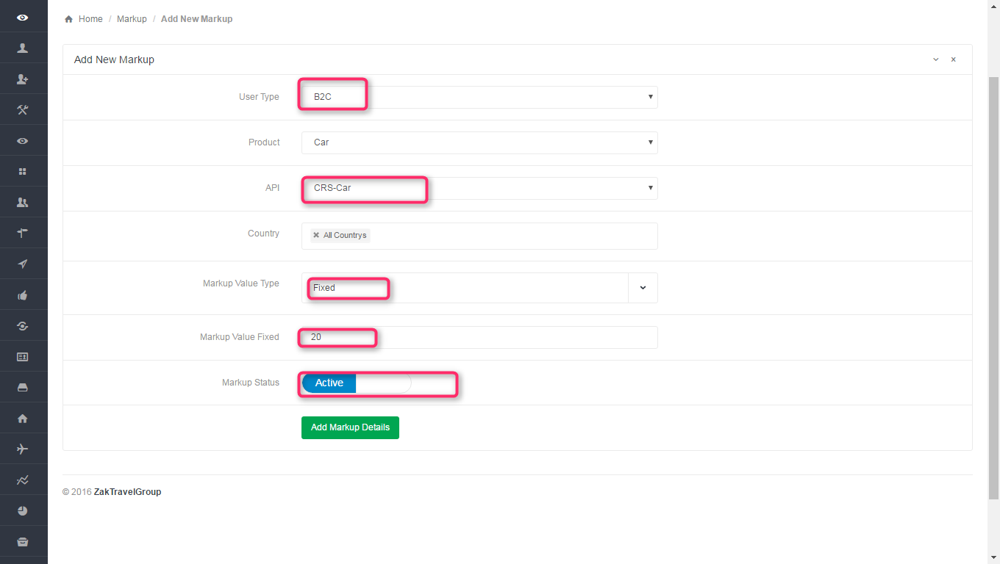 Home / Markup / Add New Markup
Add New Markup
User Type B2C
Product Car
API CRS-Car
Country All Countrys
Markup Value Type Fixed
Markup Value Fixed 20
Markup Status Active
Add Markup Details
© 2016 ZakTravelGroup